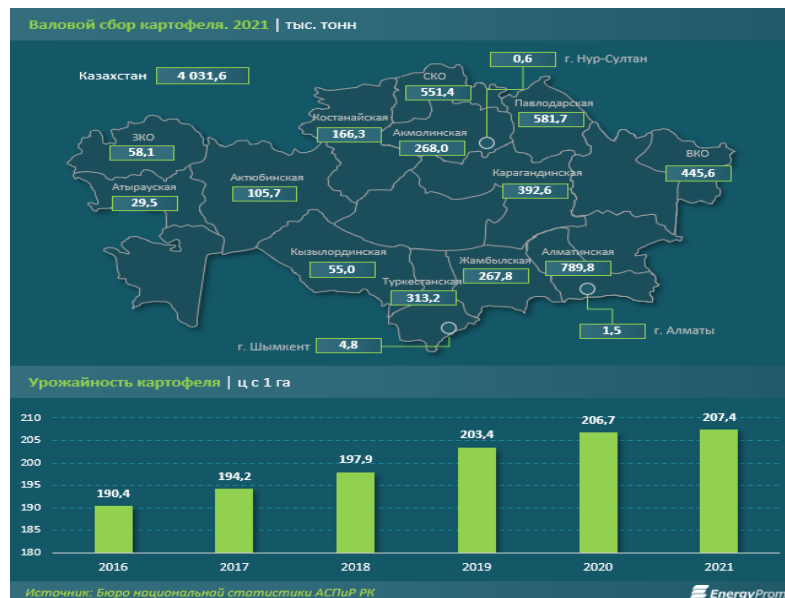 Валовой сбор картофеля. 2021 | тыс. тонн
Казахстан 4 031,6
0,6 г. Нур-Султан
СКО
551,4
Павлодарская
581,7
Костанайская
166,3
Акмолинская
268,0
ЗКО
58,1
ВКО
445,6
Атырауская
29,5
Актюбинская
105,7
Карагандинская
392,6
Кызылординская
55,0
Жамбылская
267,8
Алматинская
789,8
Туркестанская
313,2
г. Шымкент 4,8
1,5 г. Алматы
Урожайность картофеля | ц с 1 га
210
205
200
195
190
185
180
190,4
194,2
197,9
203,4
206,7
207,4
2016 2017 2018 2019 2020 2021
Источник: Бюро национальной статистики АСПиР РК
EnergyProm